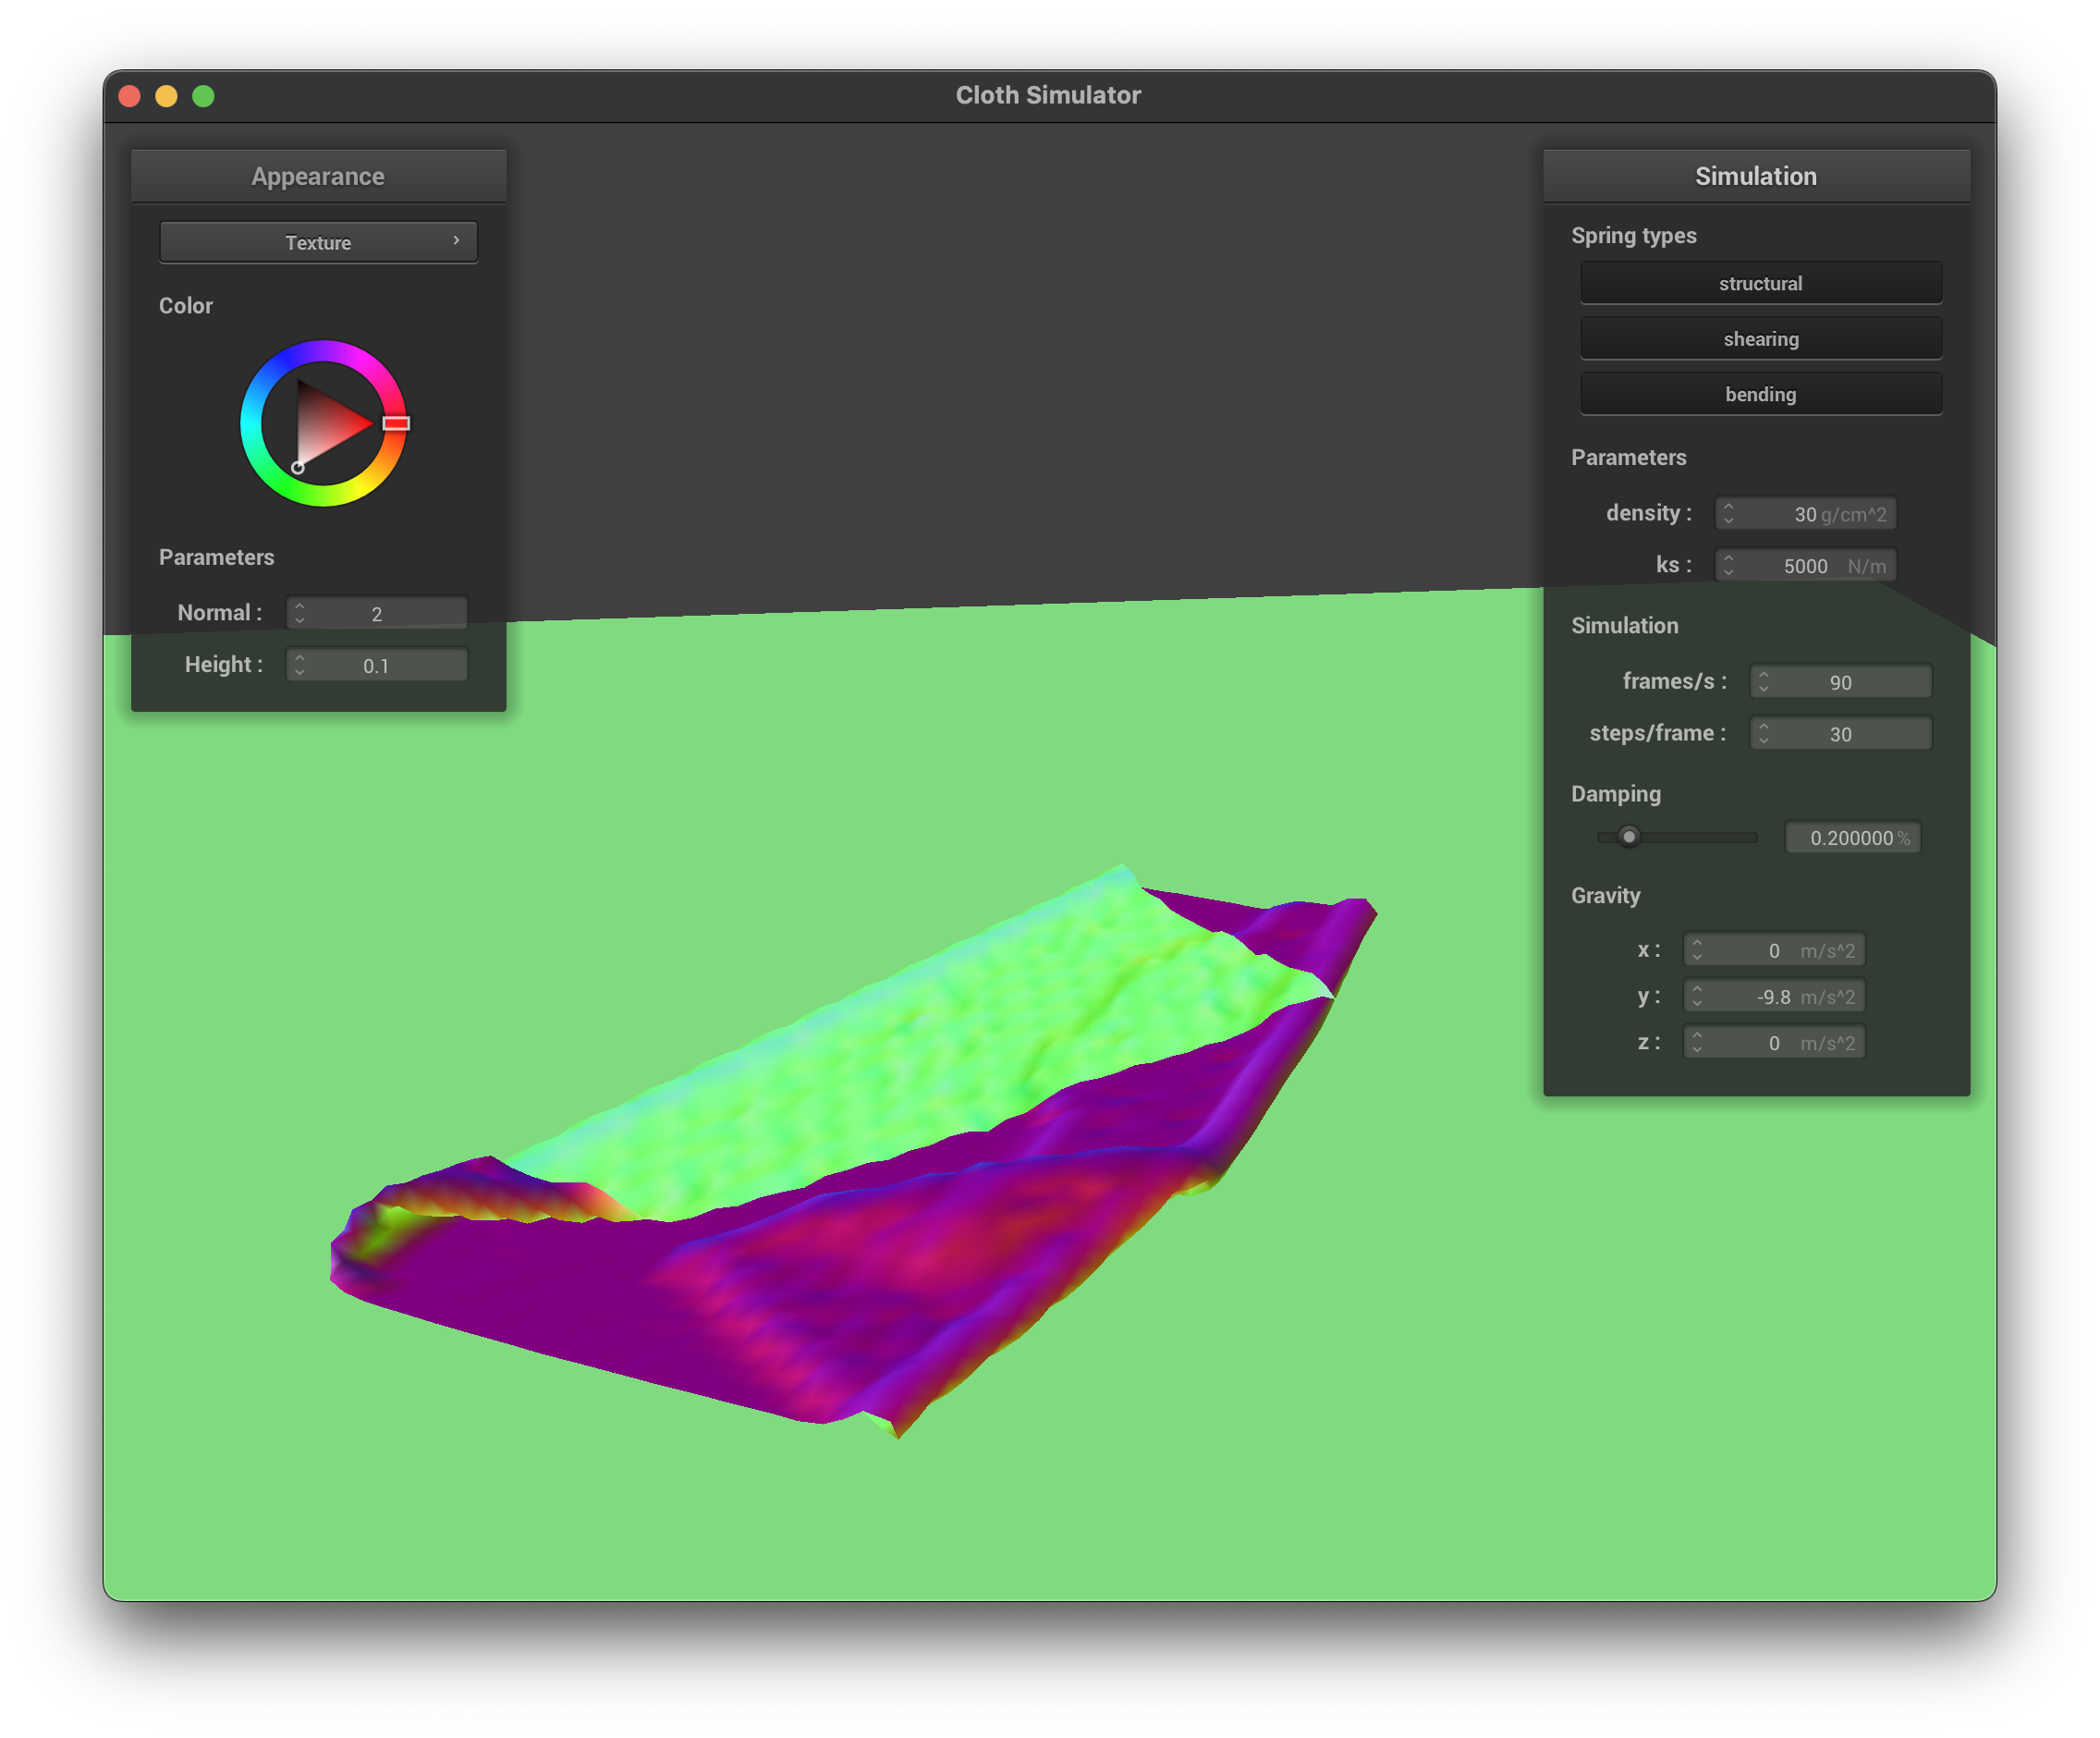 Cloth Simulator
Appearance
Texture
Color
Parameters
Normal : 2
Height : 0.1
Simulation
Spring types
structural
shearing
bending
Parameters
density : 30 g/cm^2
ks : 5000 N/m
Simulation
frames/s : 90
steps/frame : 30
Damping
0.200000 %
Gravity
x : 0 m/s^2
y : -9.8 m/s^2
z : 0 m/s^2